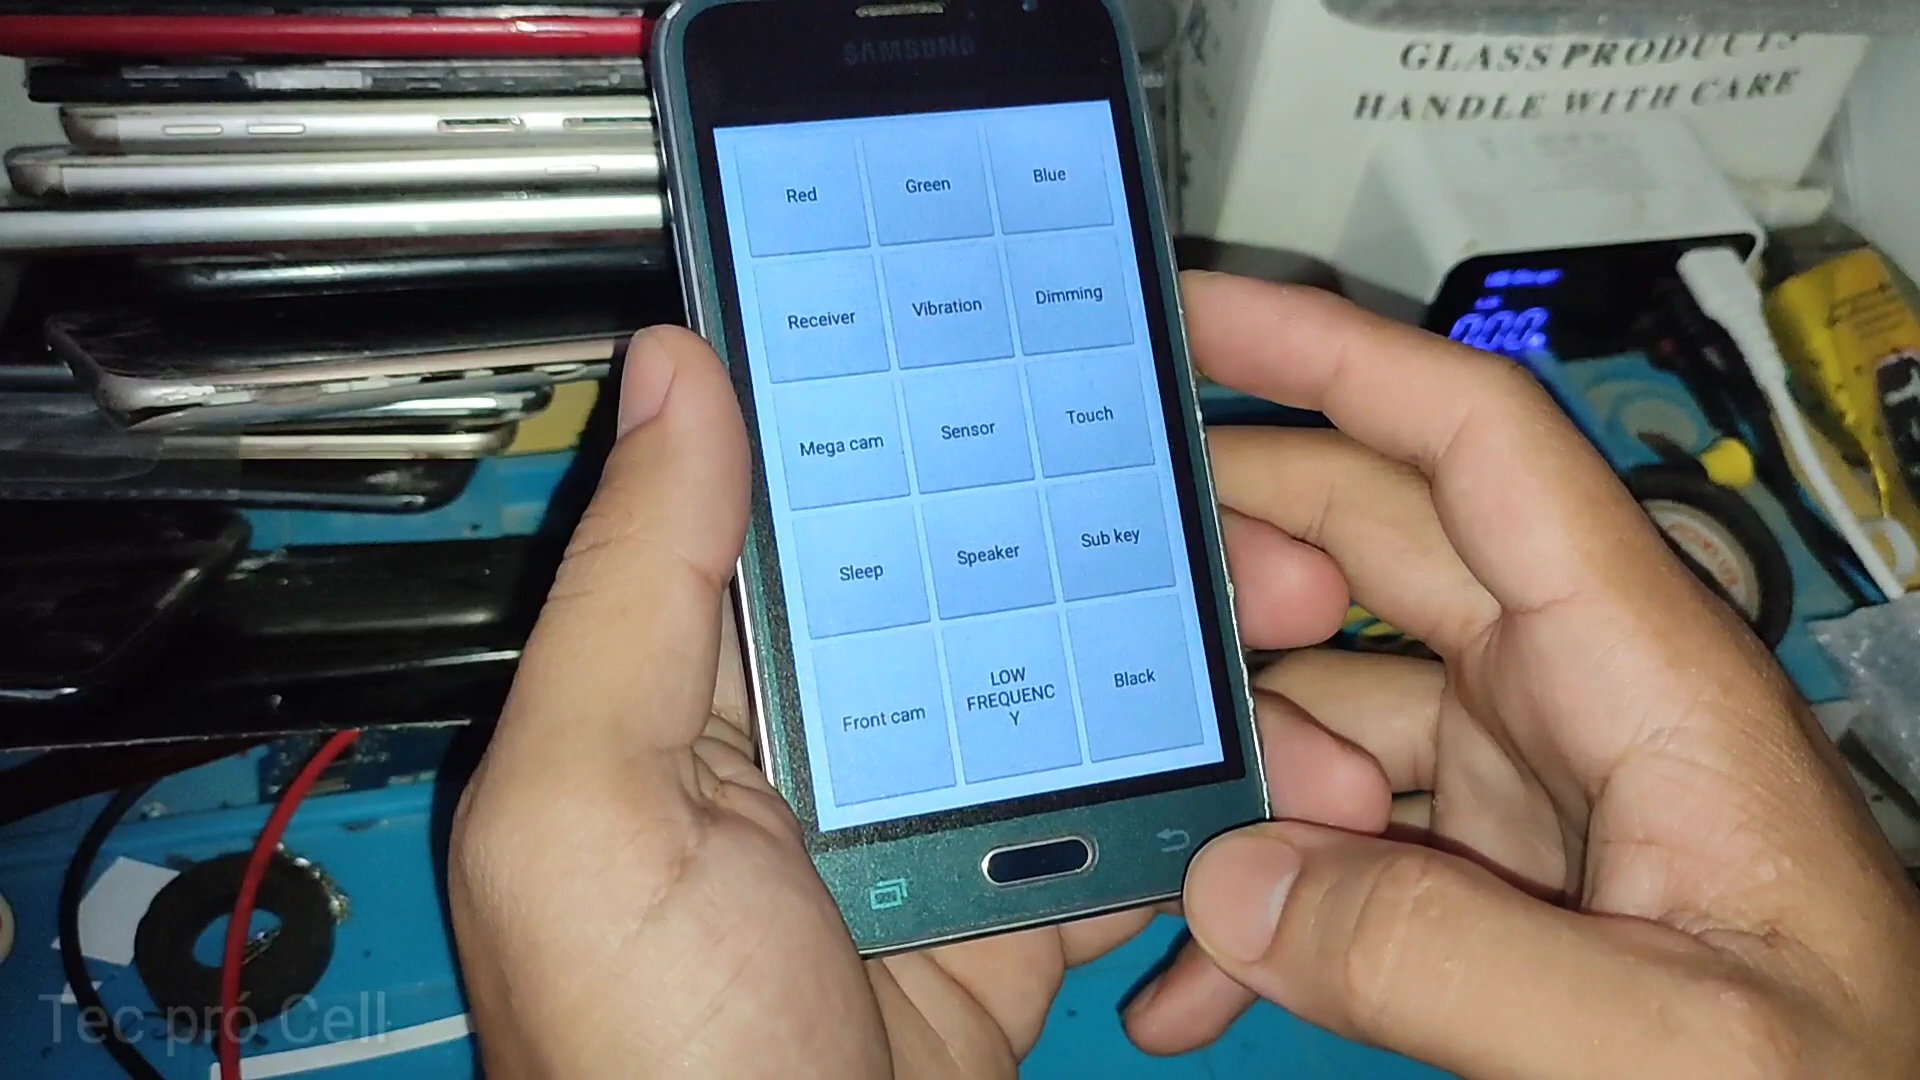 SAMSUNG
GLASS PRODUCTS
HANDLE WITH CARE
Red
Green
Blue
Receiver
Vibration
Dimming
Mega cam
Sensor
Touch
Sleep
Speaker
Sub key
Front cam
LOW
FREQUENC
Y
Black
000
Tec pró Cell